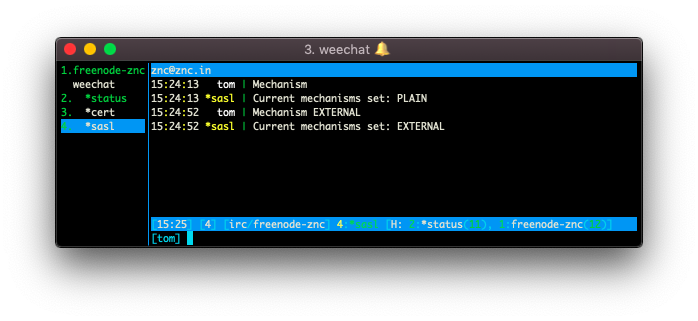 3. weechat 🔔
1.freenode-znc
weechat
2. *status
3. *cert
4. *sasl
znc@znc.in
15:24:13 tom | Mechanism
15:24:13 *sasl | Current mechanisms set: PLAIN
15:24:52 tom | Mechanism EXTERNAL
15:24:52 *sasl | Current mechanisms set: EXTERNAL
[15:25] [4] [irc/freenode-znc] 4:*sasl [H: 2:*status(11), 1:freenode-znc(12)]
[tom]